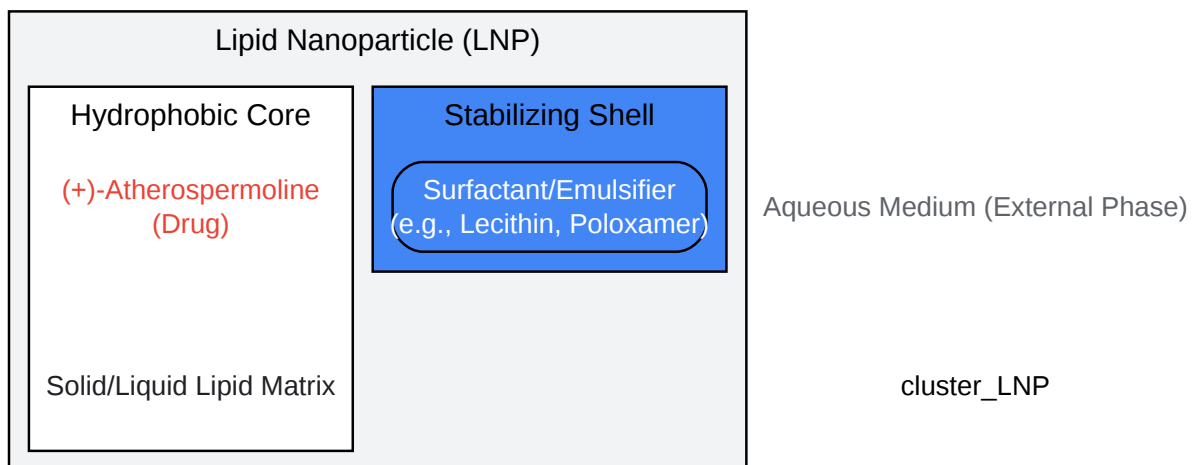 Lipid Nanoparticle (LNP)
Hydrophobic Core
Stabilizing Shell
(+)-Atherospermoline
(Drug)
Surfactant/Emulsifier
(e.g., Lecithin, Poloxamer)
Aqueous Medium (External Phase)
Solid/Liquid Lipid Matrix
cluster_LNP